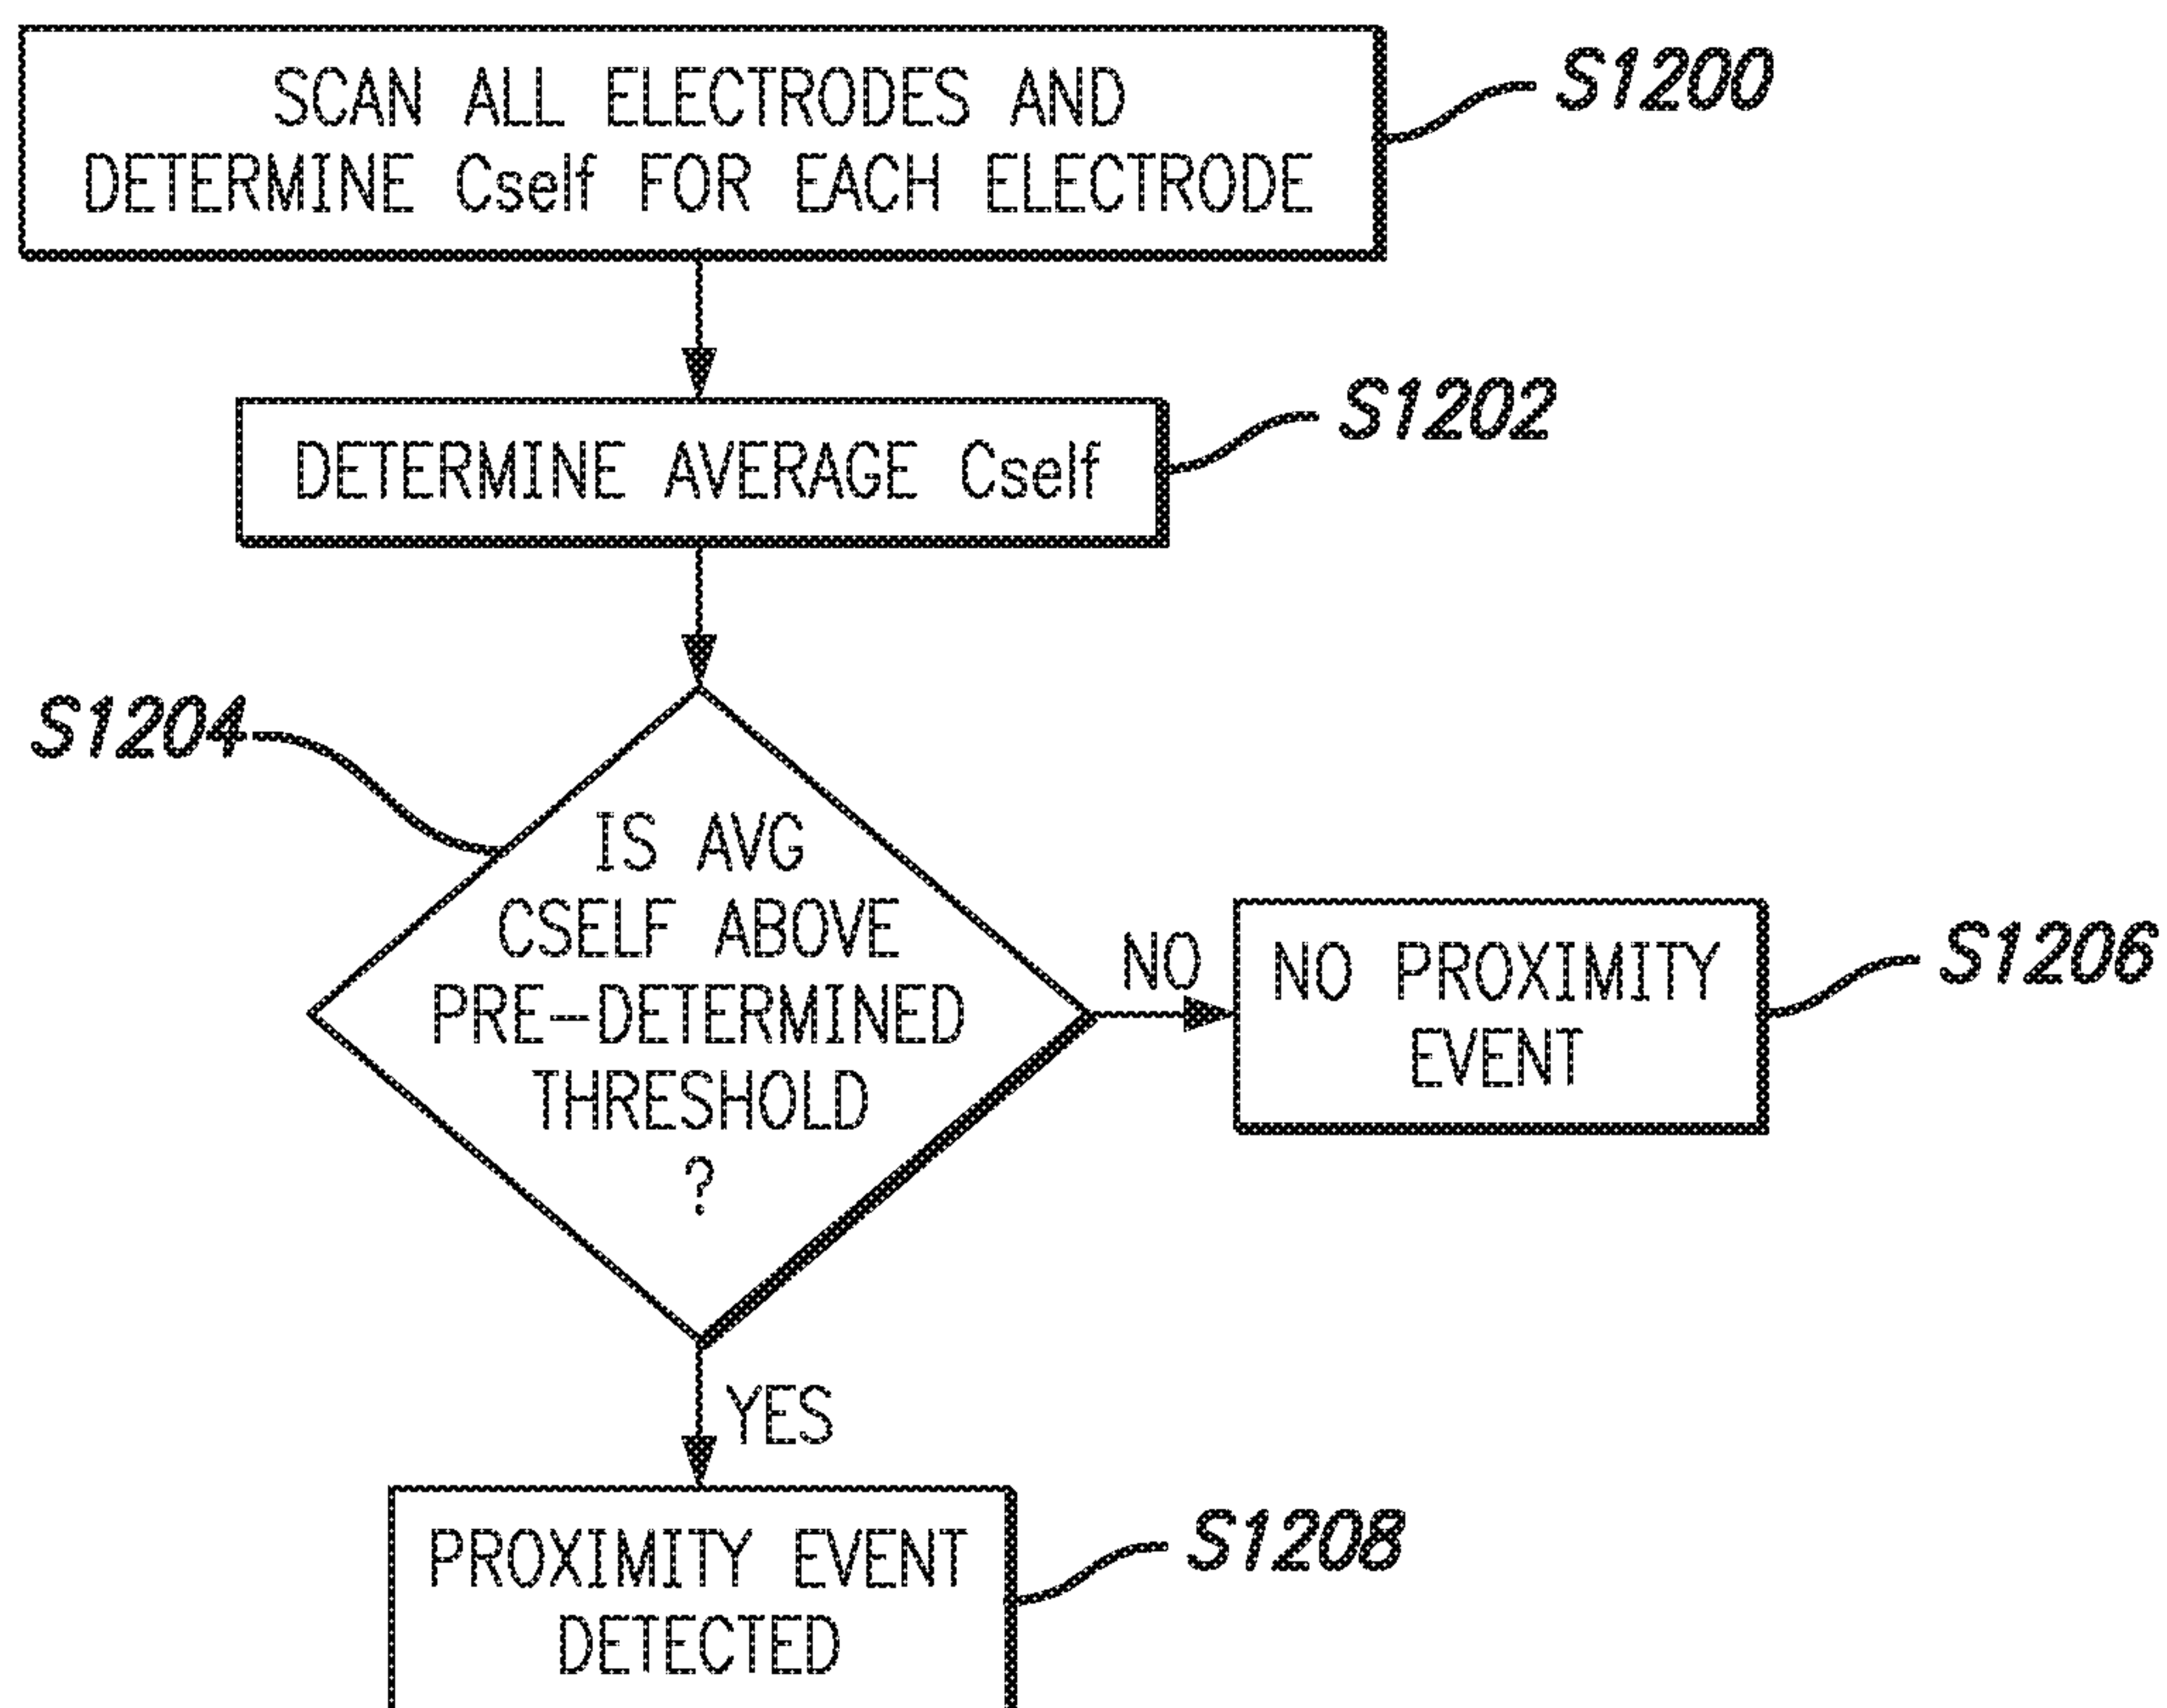 SCAN ALL ELECTRODES AND
DETERMINE Cself FOR EACH ELECTRODE
S1200
DETERMINE AVERAGE Cself
S1202
S1204
IS AVG
CSELF ABOVE
PRE-DETERMINED
THRESHOLD
?
NO
NO PROXIMITY
EVENT
S1206
YES
PROXIMITY EVENT
DETECTED
S1208